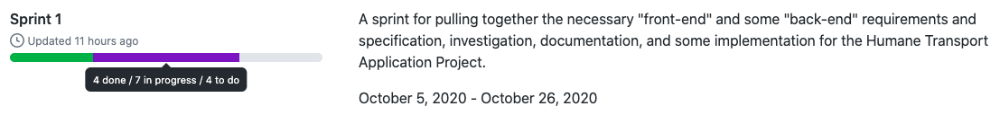 Sprint 1
Updated 11 hours ago
4 done / 7 in progress / 4 to do
A sprint for pulling together the necessary "front-end" and some "back-end" requirements and
specification, investigation, documentation, and some implementation for the Humane Transport
Application Project.
October 5, 2020 - October 26, 2020